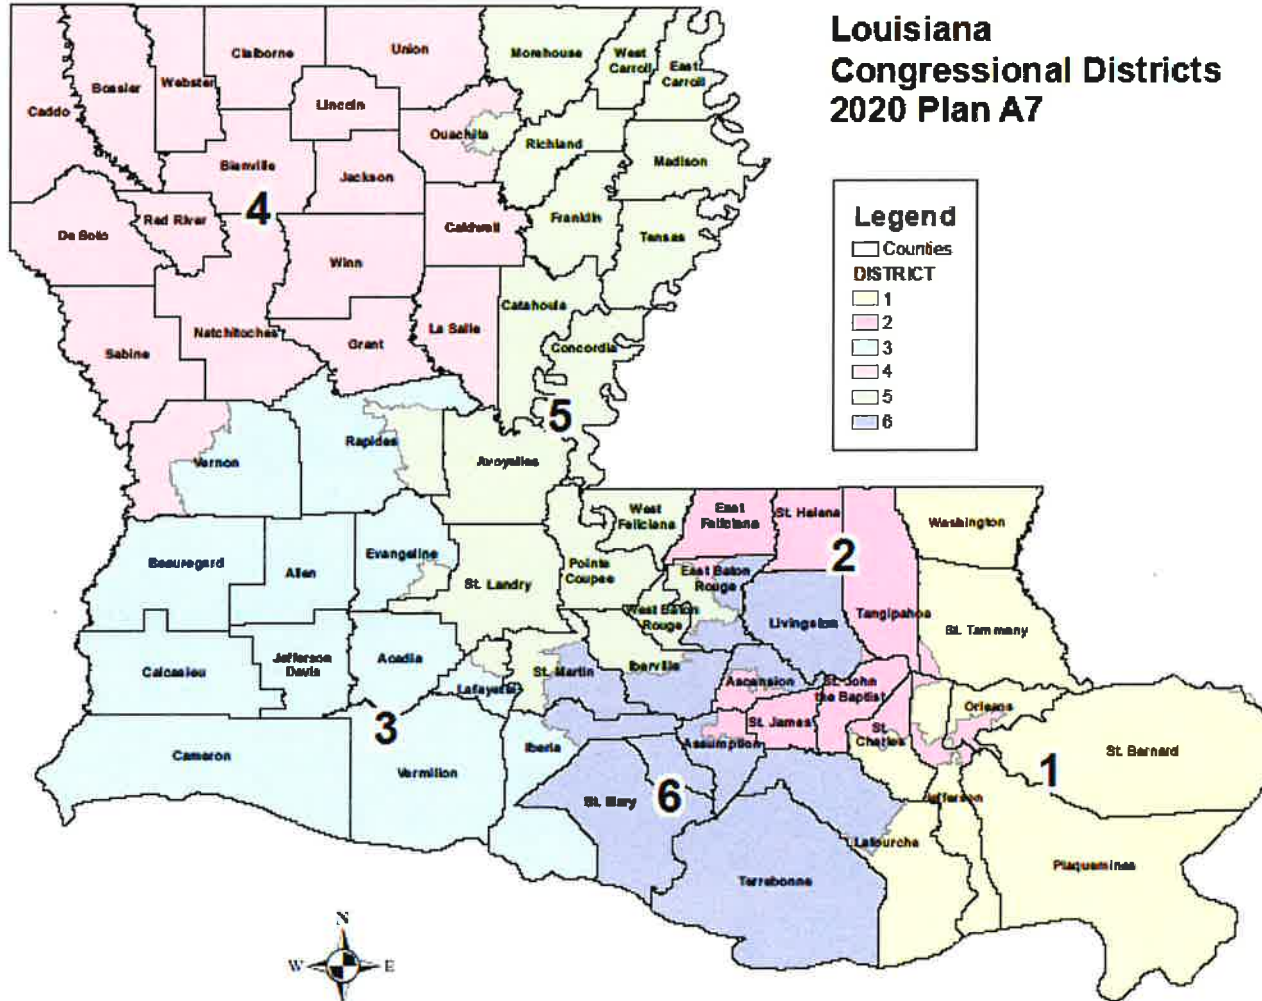 Louisiana
Congressional Districts
2020 Plan A7
Legend
Counties
DISTRICT
1
2
3
4
5
6
Caddo
Bossier
Webster
Claiborne
Union
Morehouse
West
Carroll
East
Carroll
Lincoln
Ouachita
Richland
Madison
Bienville
Jackson
Franklin
Tensas
De Soto
Red River
4
Caldwell
Winn
Catahoula
Natchitoches
Grant
La Salle
Concordia
Sabine
5
Vernon
Rapides
Avoyelles
West
Feliciana
East
Feliciana
St. Helena
2
Washington
Beauregard
Allen
Evangeline
St. Landry
Pointe
Coupee
East Baton
Rouge
West Baton
Rouge
Livingston
Tangipahoa
St. Tammany
Calcasieu
Jefferson
Davis
Acadia
Lafayette
St. Martin
Iberville
Ascension
St. John
the Baptist
Orleans
3
Cameron
Vermilion
Iberia
Assumption
St. James
St.
Charles
St. Bernard
1
6
St. Mary
Jefferson
Lafourche
Terrebonne
Plaquemines
N
W
E